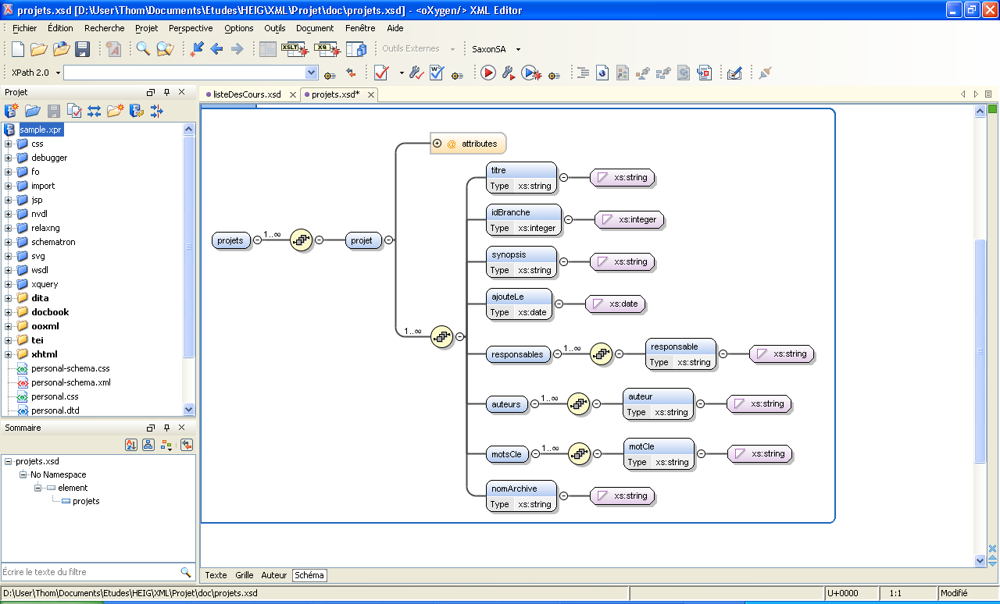 projets.xsd [D:\User\Thom\Documents\Etudes\HEIG\XML\Projet\doc\projets.xsd] - <oXygen/> XML Editor
Fichier Édition Recherche Projet Perspective Options Outils Document Fenêtre Aide
XSLT XQ Outils Externes SaxonSA
XPath 2.0
Projet
listeDesCours.xsd projets.xsd*
sample.xpr
css
debugger
fo
import
jsp
nvdl
relaxng
schematron
svg
wsdl
xquery
dita
docbook
ooxml
tei
xhtml
personal-schema.css
personal-schema.xml
personal.css
personal.dtd
Sommaire
projets.xsd
No Namespace
element
projets
Écrire le texte du filtre
@ attributes
titre
Type xs:string
xs:string
idBranche
Type xs:integer
xs:integer
projets 1..∞ projet
synopsis
Type xs:string
xs:string
ajouteLe
Type xs:date
xs:date
1..∞
responsables 1..∞ responsable
Type xs:string
xs:string
auteurs 1..∞ auteur
Type xs:string
xs:string
motsCle 1..∞ motCle
Type xs:string
xs:string
nomArchive
Type xs:string
xs:string
Texte Grille Auteur Schéma
D:\User\Thom\Documents\Etudes\HEIG\XML\Projet\doc\projets.xsd U+0000 1:1 Modifié